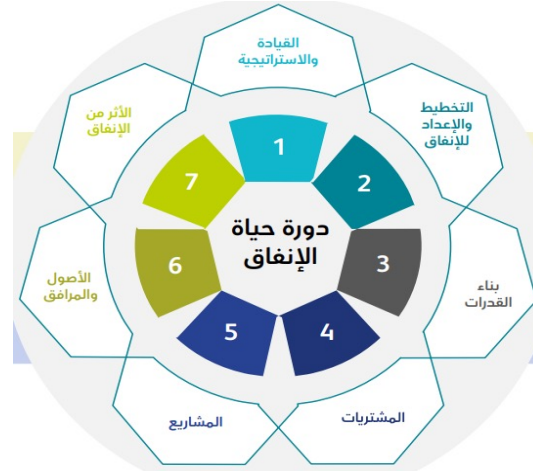 القيادة
والاستراتيجية
التخطيط
والإعداد
للإنفاق
بناء
القدرات
المشتريات
المشاريع
الأصول
والمرافق
الأثر من
الإنفاق
1
2
3
4
5
6
7
دورة حياة
الإنفاق